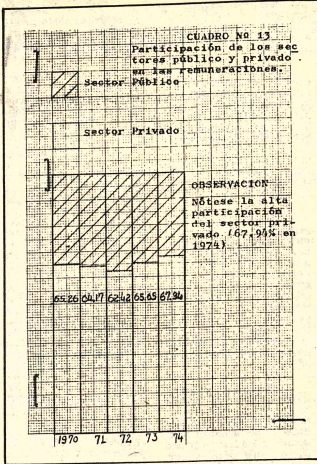 CUADRO Nº 13
Participación de los sec
tores público y privado
en las remuneraciones.
Sector Público
Sector Privado
OBSERVACION
Nótese la alta
participación
del sector pri-
vado (67.94% en
1974)
65.26 64.17 62.42 65.05 67.94
1970 71 72 73 74